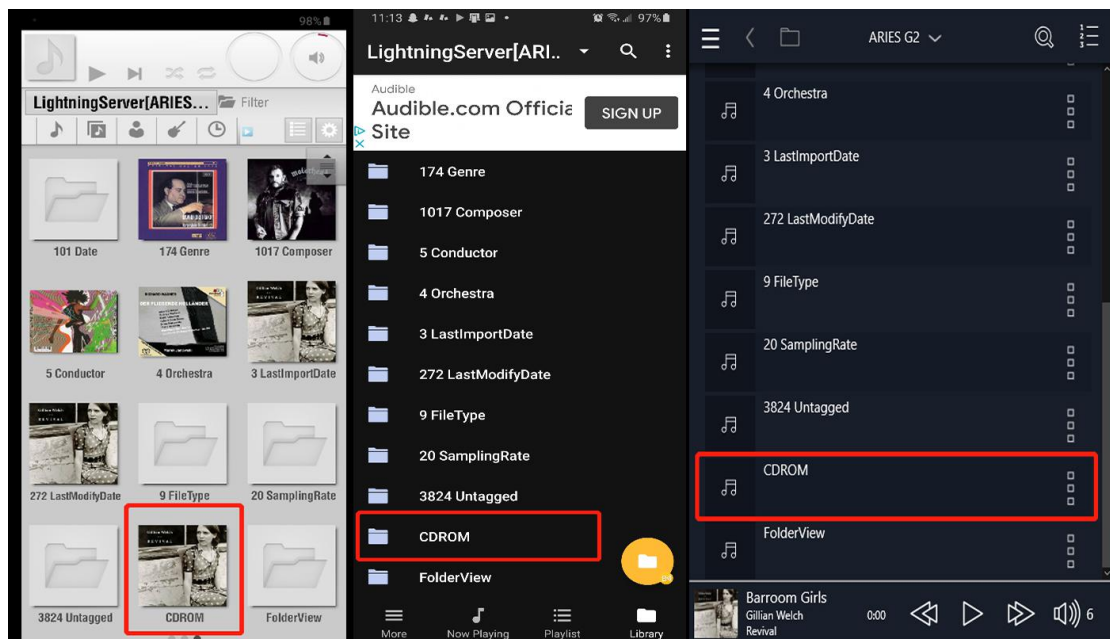 98%
LightningServer[ARIES...
Filter
101 Date
174 Genre
1017 Composer
5 Conductor
4 Orchestra
3 LastImportDate
272 LastModifyDate
9 FileType
20 SamplingRate
3824 Untagged
CDROM
FolderView
11:13
97%
LightningServer[ARI..
Audible
Audible.com Officia
Site
SIGN UP
174 Genre
1017 Composer
5 Conductor
4 Orchestra
3 LastImportDate
272 LastModifyDate
9 FileType
20 SamplingRate
3824 Untagged
CDROM
FolderView
More
Now Playing
Playlist
Library
ARIES G2
4 Orchestra
3 LastImportDate
272 LastModifyDate
9 FileType
20 SamplingRate
3824 Untagged
CDROM
FolderView
Barroom Girls
Gillian Welch
Revival
0:00
6